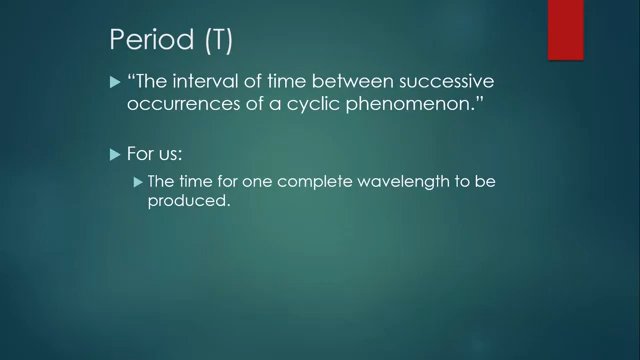 Period (T)
“The interval of time between successive
occurrences of a cyclic phenomenon.”
For us:
The time for one complete wavelength to be
produced.